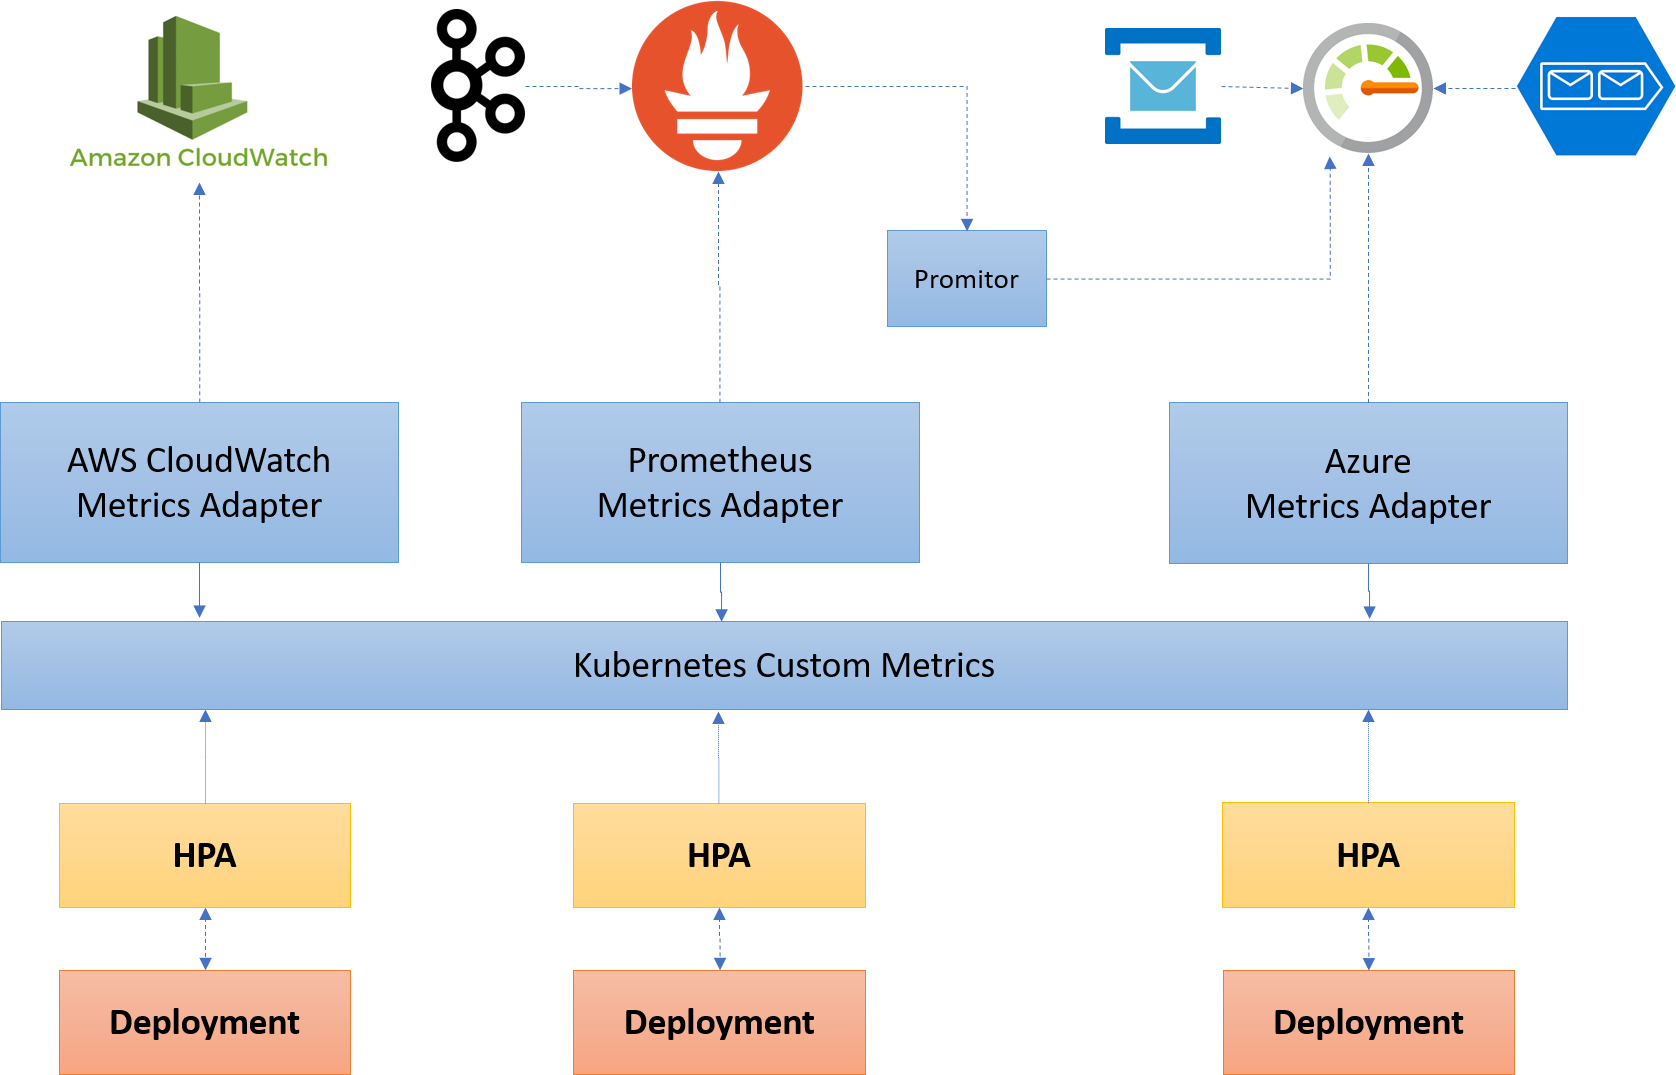 Amazon CloudWatch
Promitor
AWS CloudWatch
Metrics Adapter
Prometheus
Metrics Adapter
Azure
Metrics Adapter
Kubernetes Custom Metrics
HPA
HPA
HPA
Deployment
Deployment
Deployment